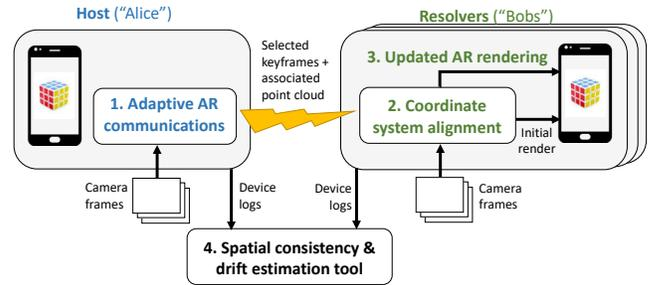 Host ("Alice")
Resolvers ("Bobs")
Selected
keyframes +
associated
point cloud
1. Adaptive AR
communications
3. Updated AR rendering
2. Coordinate
system alignment
Initial
render
Camera
frames
Device
logs
Device
logs
Camera
frames
4. Spatial consistency &
drift estimation tool